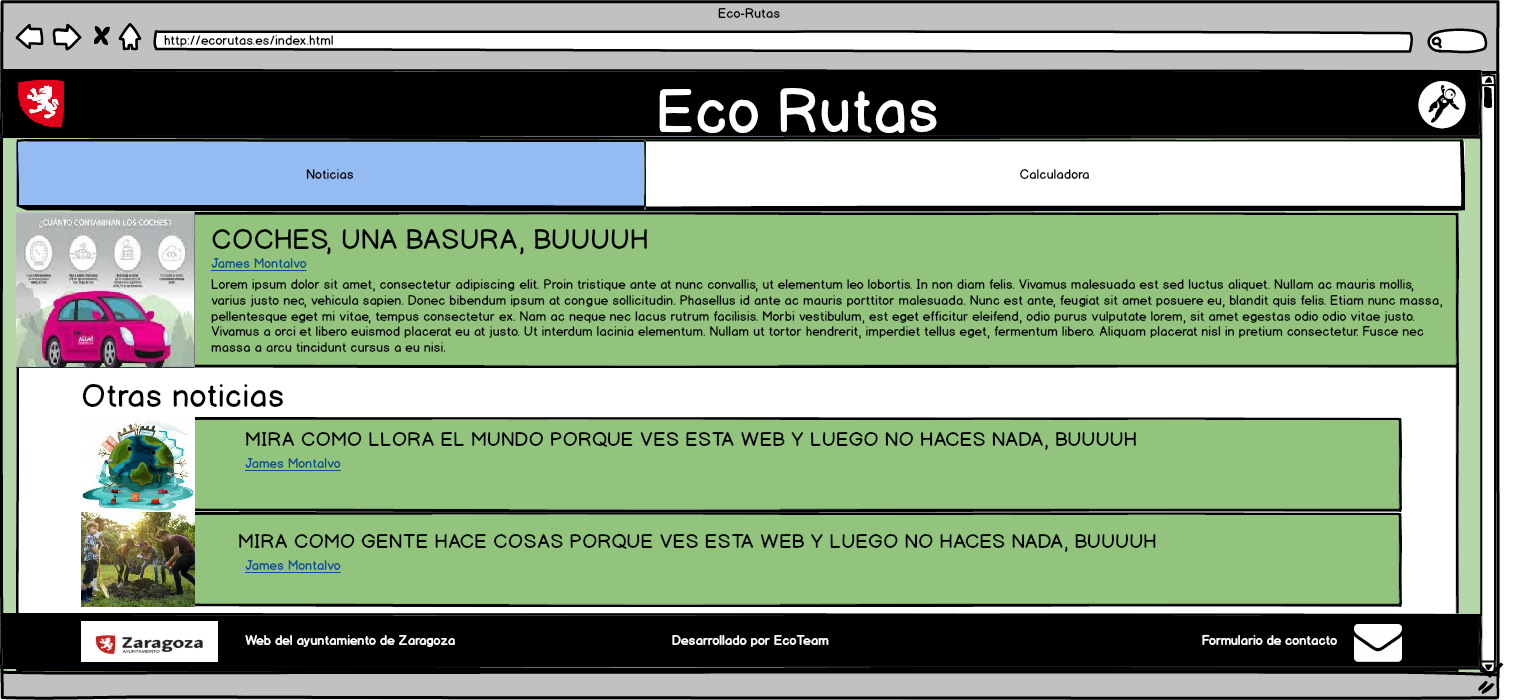 Eco-Rutas
http://ecorutas.es/index.html
Eco Rutas
Noticias
Calculadora
¿CUÁNTO CONTAMINAN LOS COCHES?
COCHES, UNA BASURA, BUUUUH
James Montalvo
Lorem ipsum dolor sit amet, consectetur adipiscing elit. Proin tristique ante at nunc convallis, ut elementum leo lobortis. In non diam felis. Vivamus malesuada est sed luctus aliquet. Nullam ac mauris mollis,
varius justo nec, vehicula sapien. Donec bibendum ipsum at congue sollicitudin. Phasellus id ante ac mauris porttitor malesuada. Nunc est ante, feugiat sit amet posuere eu, blandit quis felis. Etiam nunc massa,
pellentesque eget mi vitae, tempus consectetur ex. Nam ac neque nec lacus rutrum facilisis. Morbi vestibulum, est eget efficitur eleifend, odio purus vulputate lorem, sit amet egestas odio odio vitae justo.
Vivamus a orci et libero euismod placerat eu at justo. Ut interdum lacinia elementum. Nullam ut tortor hendrerit, imperdiet tellus eget, fermentum libero. Aliquam placerat nisl in pretium consectetur. Fusce nec
massa a arcu tincidunt cursus a eu nisi.
Otras noticias
MIRA COMO LLORA EL MUNDO PORQUE VES ESTA WEB Y LUEGO NO HACES NADA, BUUUUH
James Montalvo
MIRA COMO GENTE HACE COSAS PORQUE VES ESTA WEB Y LUEGO NO HACES NADA, BUUUUH
James Montalvo
Zaragoza
AYUNTAMIENTO
Web del ayuntamiento de Zaragoza
Desarrollado por EcoTeam
Formulario de contacto